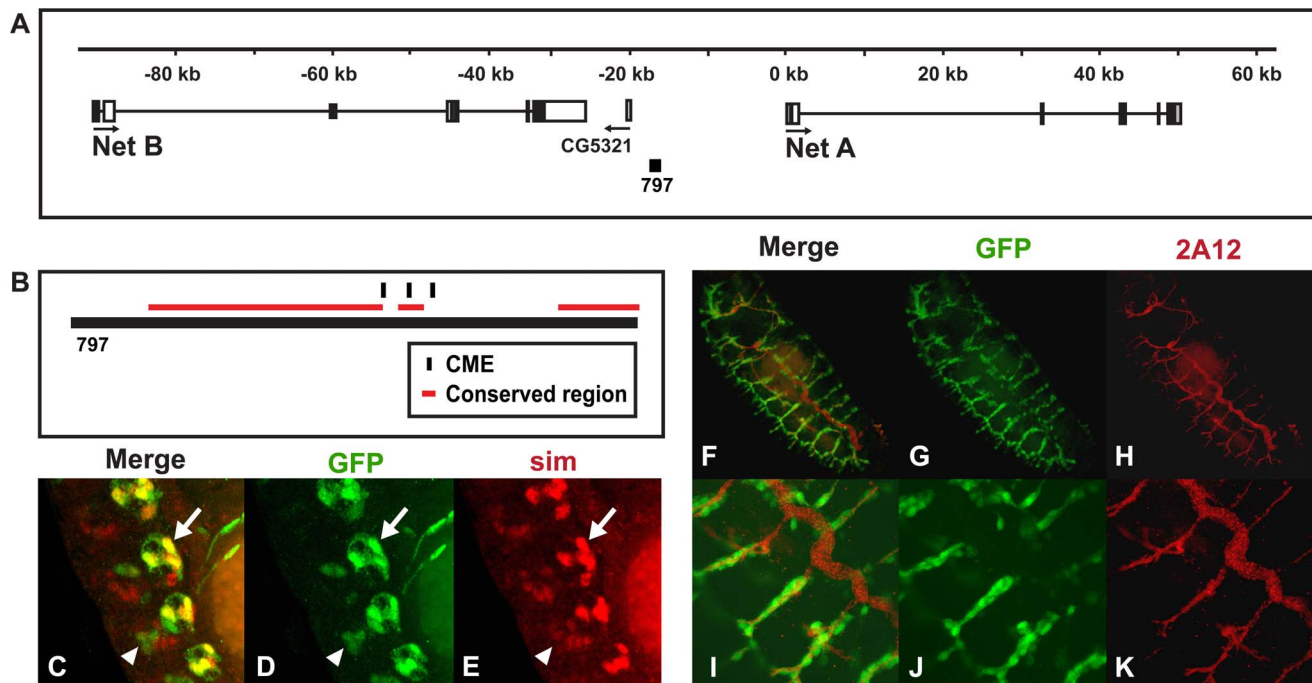 A
-80 kb -60 kb -40 kb -20 kb 0 kb 20 kb 40 kb 60 kb
Net B CG5321 Net A
797
B
797
CME
Conserved region
Merge GFP sim
C D E
Merge GFP 2A12
F G H
I J K